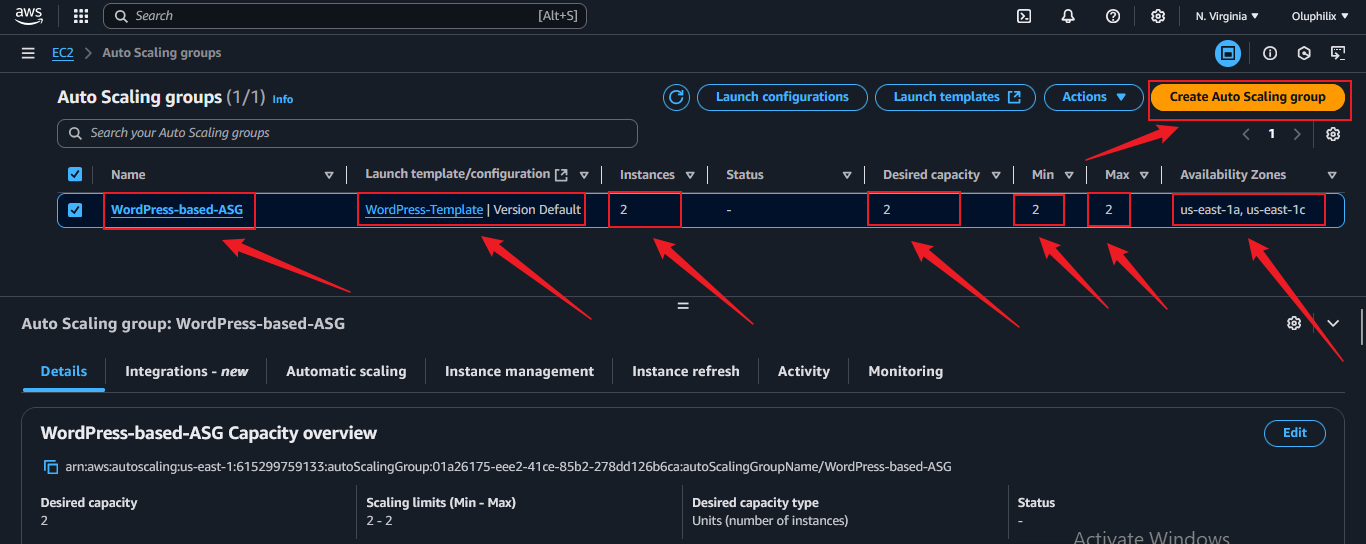 aws Search [Alt+S] N. Virginia Oluphilix
EC2 > Auto Scaling groups
Auto Scaling groups (1/1) Info Launch configurations Launch templates Actions Create Auto Scaling group
Search your Auto Scaling groups < 1 >
Name Launch template/configuration Instances Status Desired capacity Min Max Availability Zones
WordPress-based-ASG WordPress-Template | Version Default 2 - 2 2 2 us-east-1a, us-east-1c
Auto Scaling group: WordPress-based-ASG
Details Integrations - new Automatic scaling Instance management Instance refresh Activity Monitoring
WordPress-based-ASG Capacity overview Edit
arn:aws:autoscaling:us-east-1:615299759133:autoScalingGroup:01a26175-eee2-41ce-85b2-278dd126b6ca:autoScalingGroupName/WordPress-based-ASG
Desired capacity Scaling limits (Min - Max) Desired capacity type Status
2 2 - 2 Units (number of instances) -
Activate Windows